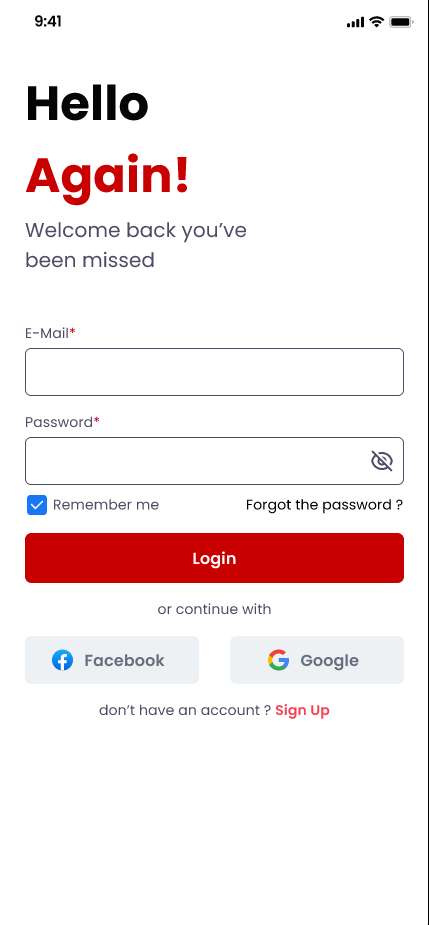 9:41
Hello
Again!
Welcome back you’ve
been missed
E-Mail*
Password*
Remember me
Forgot the password ?
Login
or continue with
Facebook
Google
don’t have an account ? Sign Up